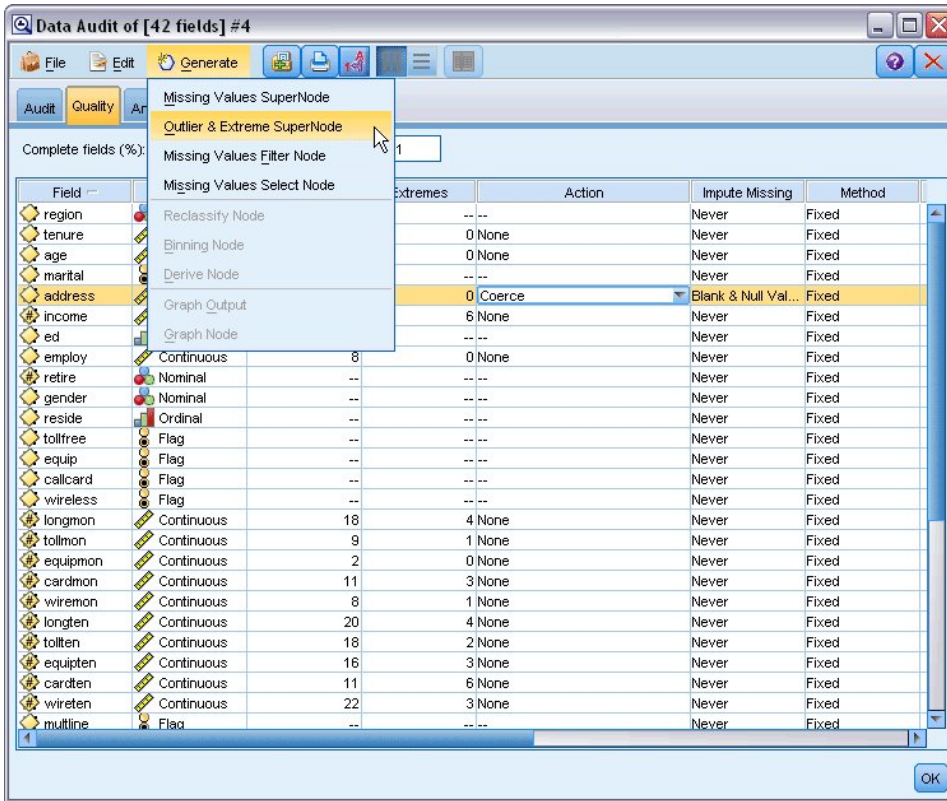 Data Audit of [42 fields] #4
File Edit Generate
Audit Quality An
Missing Values SuperNode
Outlier & Extreme SuperNode
Missing Values Filter Node
Missing Values Select Node
Reclassify Node
Binning Node
Derive Node
Graph Output
Graph Node
Complete fields (%): 1
Field Extremes Action Impute Missing Method
region -- -- Never Fixed
tenure 0 None Never Fixed
age 0 None Never Fixed
marital -- -- Never Fixed
address 0 Coerce Blank & Null Val... Fixed
income 6 None Never Fixed
ed -- -- Never Fixed
employ Continuous 8 0 None Never Fixed
retire Nominal -- -- -- Never Fixed
gender Nominal -- -- -- Never Fixed
reside Ordinal -- -- -- Never Fixed
tollfree Flag -- -- -- Never Fixed
equip Flag -- -- -- Never Fixed
callcard Flag -- -- -- Never Fixed
wireless Flag -- -- -- Never Fixed
longmon Continuous 18 4 None Never Fixed
tollmon Continuous 9 1 None Never Fixed
equipmon Continuous 2 0 None Never Fixed
cardmon Continuous 11 3 None Never Fixed
wiremon Continuous 8 1 None Never Fixed
longten Continuous 20 4 None Never Fixed
tollten Continuous 18 2 None Never Fixed
equipten Continuous 16 3 None Never Fixed
cardten Continuous 11 6 None Never Fixed
wireten Continuous 22 3 None Never Fixed
multline Flag -- -- -- Never Fixed
OK